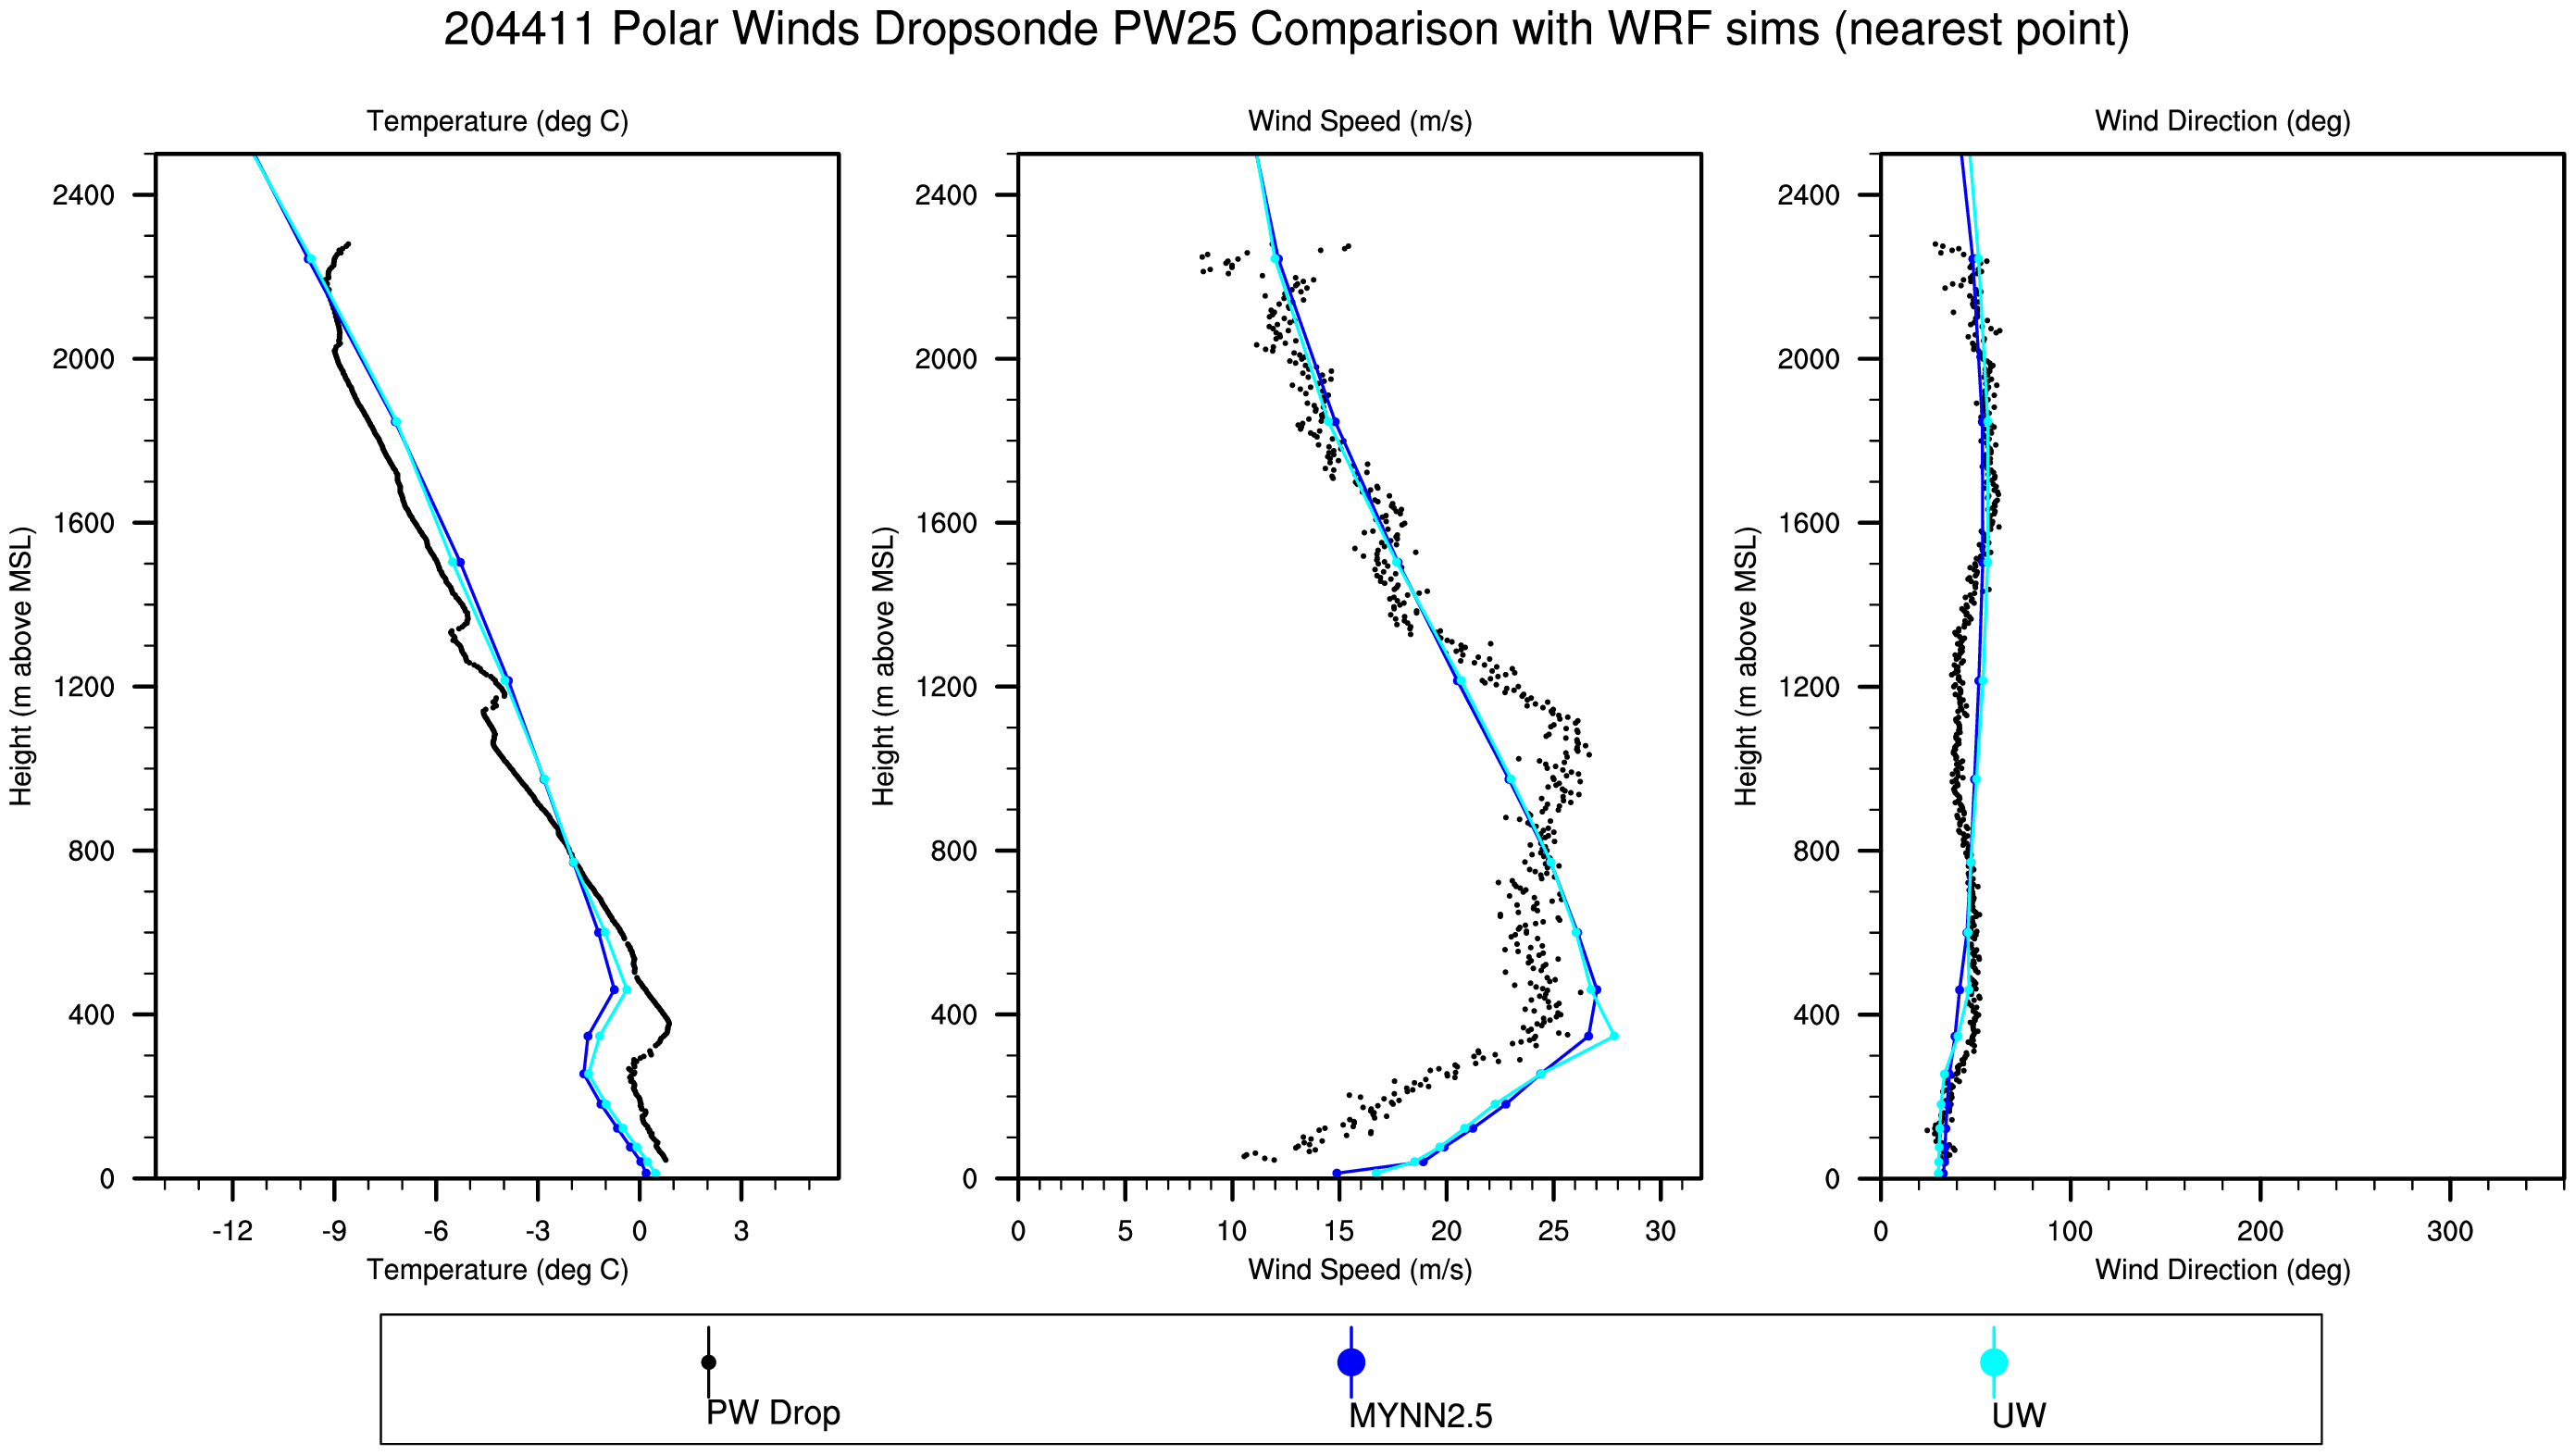 204411 Polar Winds Dropsonde PW25 Comparison with WRF sims (nearest point)
Temperature (deg C)
Wind Speed (m/s)
Wind Direction (deg)
Height (m above MSL)
2400
2000
1600
1200
800
400
0
-12 -9 -6 -3 0 3
Temperature (deg C)
Height (m above MSL)
2400
2000
1600
1200
800
400
0
0 5 10 15 20 25 30
Wind Speed (m/s)
Height (m above MSL)
2400
2000
1600
1200
800
400
0
0 100 200 300
Wind Direction (deg)
PW Drop
MYNN2.5
UW